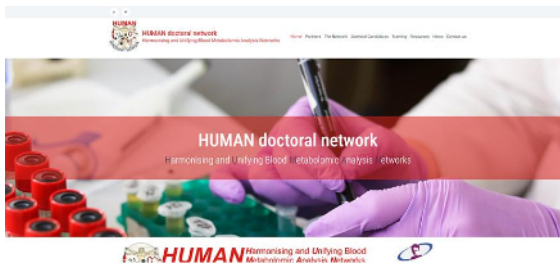 HUMAN
HUMAN doctoral network
Harmonising and Unifying Blood Metabolomic Analysis Networks
Home Partners The Network Doctoral Candidates Training Resources News Contact us
HUMAN doctoral network
Harmonising and Unifying Blood Metabolomic Analysis Networks
HUMAN Harmonising and Unifying Blood
Metabolomic Analysis Networks